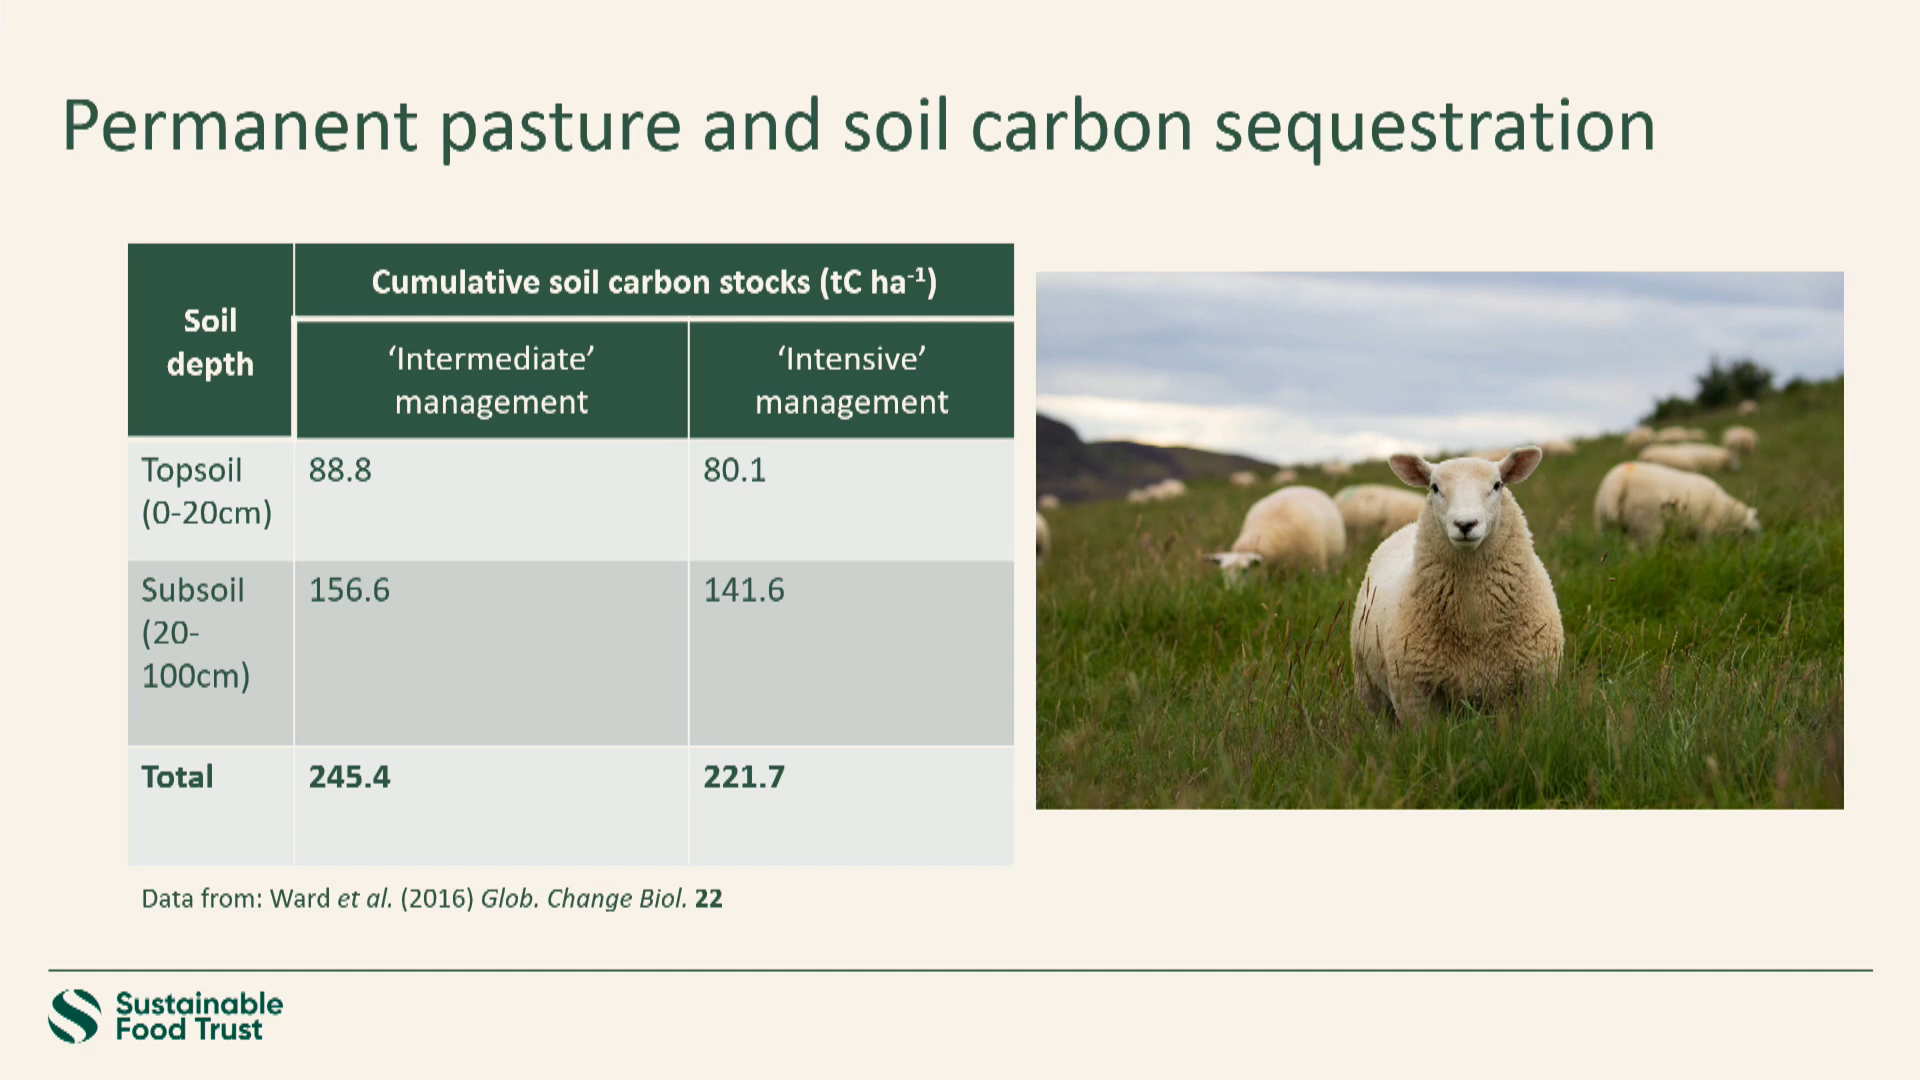 Permanent pasture and soil carbon sequestration
Soil
depth
Cumulative soil carbon stocks (tC ha⁻¹)
‘Intermediate’
management
‘Intensive’
management
Topsoil
(0-20cm)
88.8
80.1
Subsoil
(20-
100cm)
156.6
141.6
Total
245.4
221.7
Data from: Ward et al. (2016) Glob. Change Biol. 22
Sustainable
Food Trust